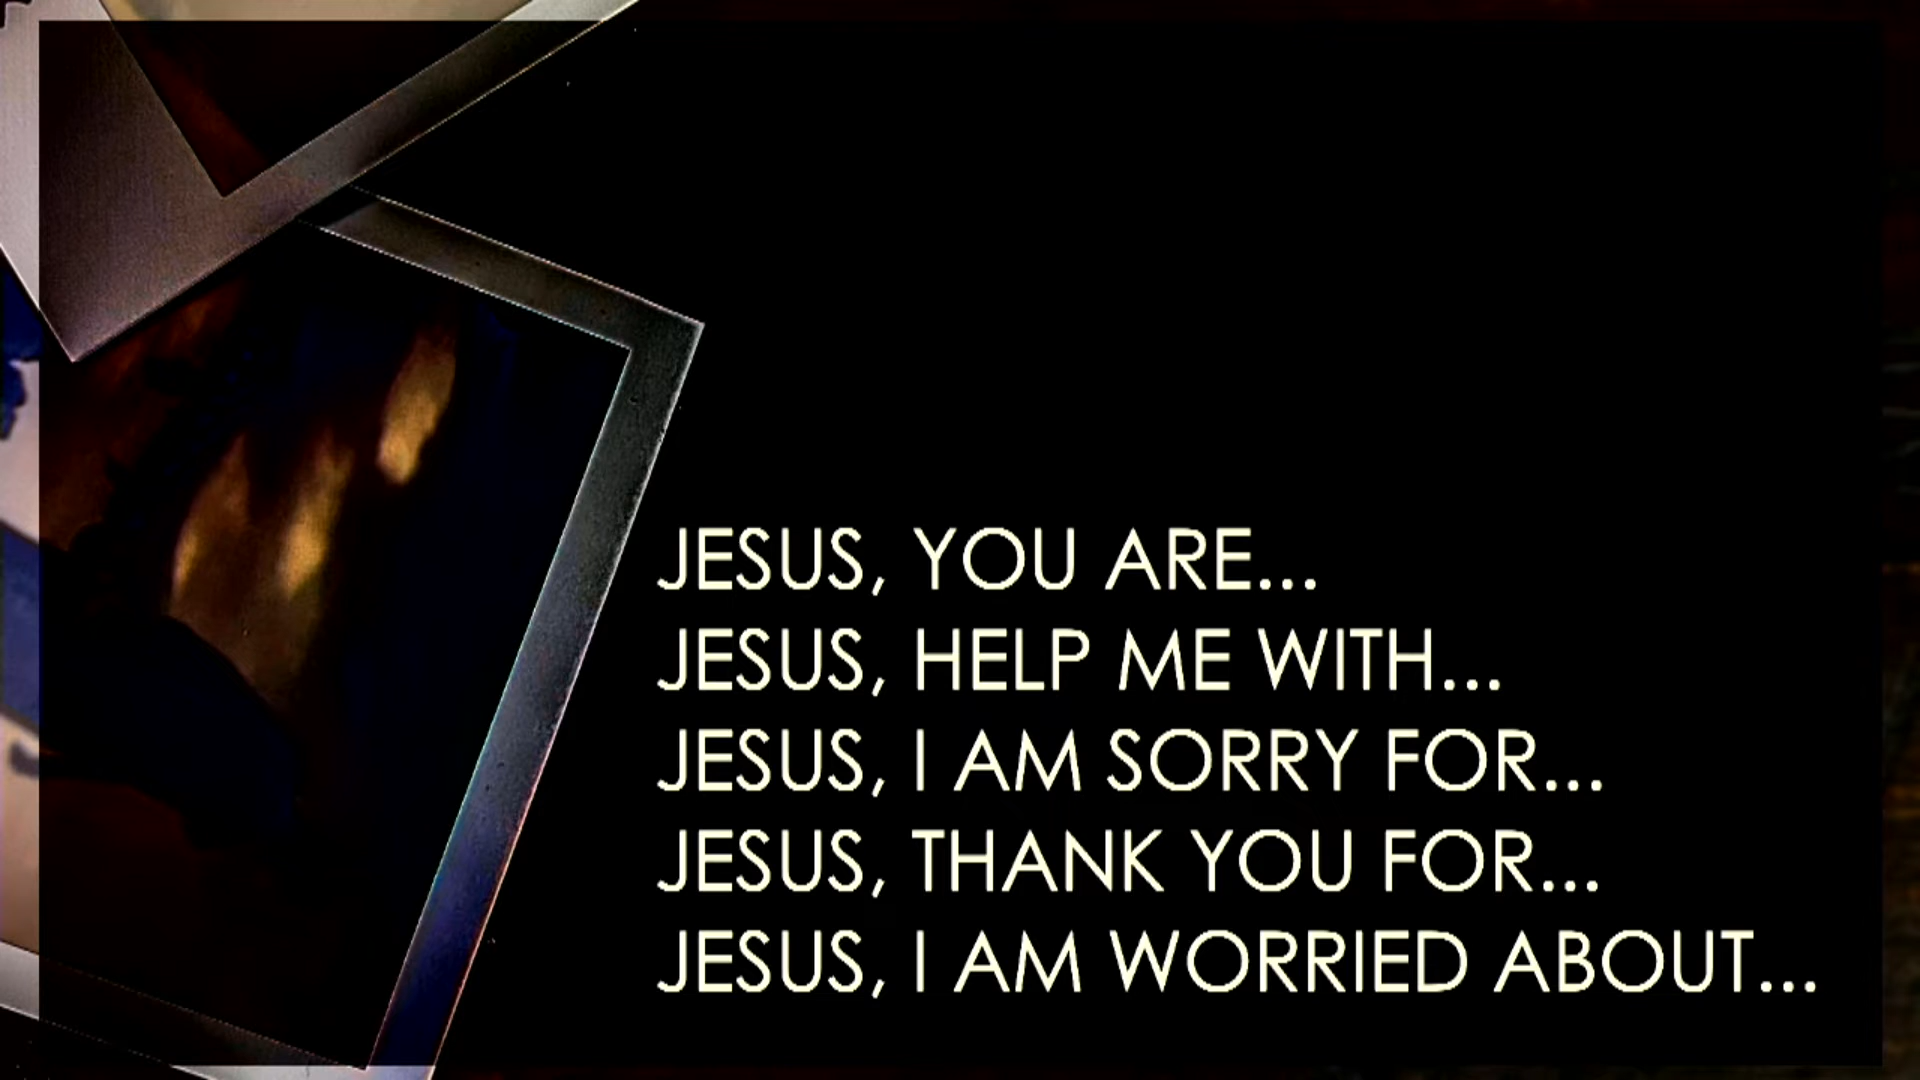 JESUS, YOU ARE...
JESUS, HELP ME WITH...
JESUS, I AM SORRY FOR...
JESUS, THANK YOU FOR...
JESUS, I AM WORRIED ABOUT...